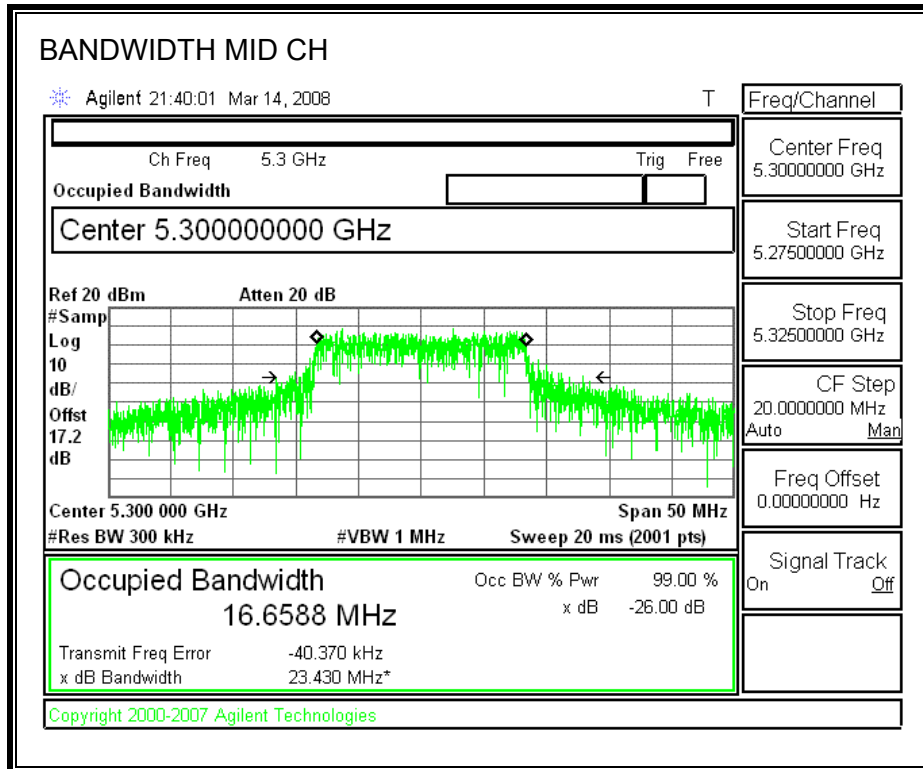 BANDWIDTH MID CH
Agilent 21:40:01 Mar 14, 2008 T
Freq/Channel
Ch Freq 5.3 GHz Trig Free
Occupied Bandwidth
Center 5.300000000 GHz
Center Freq
5.30000000 GHz
Start Freq
5.27500000 GHz
Stop Freq
5.32500000 GHz
CF Step
20.0000000 MHz
Auto Man
Freq Offset
0.00000000 Hz
Signal Track
On Off
Ref 20 dBm Atten 20 dB
#Samp
Log
10
dB/
Offst
17.2
dB
Center 5.300 000 GHz Span 50 MHz
#Res BW 300 kHz #VBW 1 MHz Sweep 20 ms (2001 pts)
Occupied Bandwidth
16.6588 MHz
Occ BW % Pwr 99.00 %
x dB -26.00 dB
Transmit Freq Error -40.370 kHz
x dB Bandwidth 23.430 MHz*
Copyright 2000-2007 Agilent Technologies